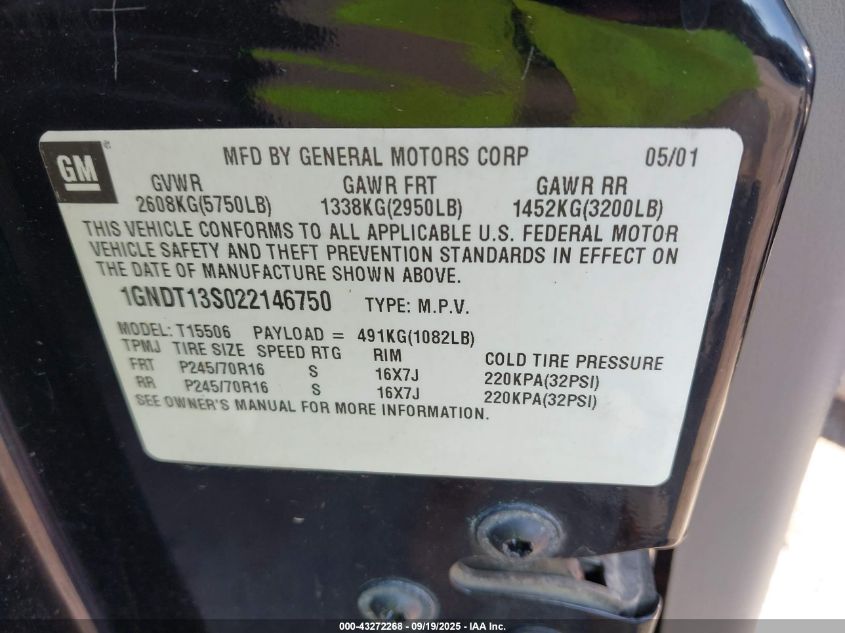 GM ®
MFD BY GENERAL MOTORS CORP 05/01
GVWR GAWR FRT GAWR RR
2608KG(5750LB) 1338KG(2950LB) 1452KG(3200LB)
THIS VEHICLE CONFORMS TO ALL APPLICABLE U.S. FEDERAL MOTOR
VEHICLE SAFETY AND THEFT PREVENTION STANDARDS IN EFFECT ON
THE DATE OF MANUFACTURE SHOWN ABOVE.
1GNDT13S022146750 TYPE: M.P.V.
MODEL: T15506 PAYLOAD = 491KG(1082LB)
TPMJ TIRE SIZE SPEED RTG RIM COLD TIRE PRESSURE
FRT P245/70R16 S 16X7J 220KPA(32PSI)
RR P245/70R16 S 16X7J 220KPA(32PSI)
SEE OWNER'S MANUAL FOR MORE INFORMATION.
000-43272268 - 09/19/2025 - IAA Inc.